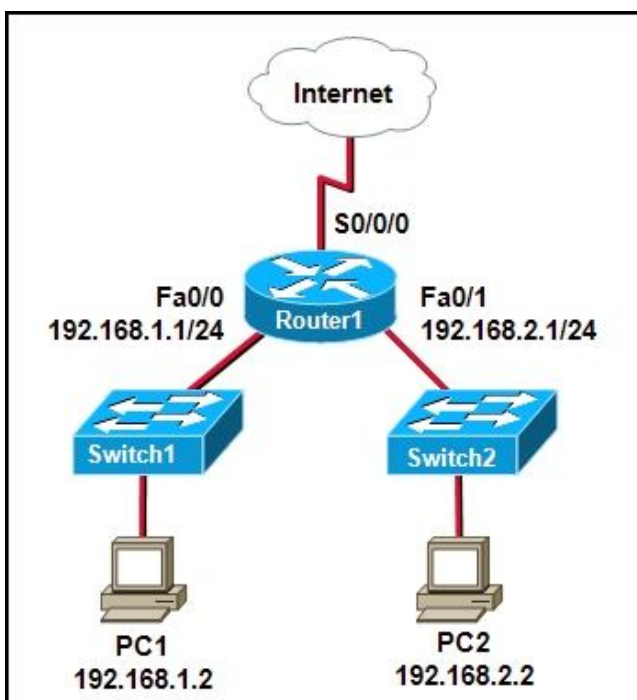 Internet
S0/0/0
Fa0/0
192.168.1.1/24
Router1
Fa0/1
192.168.2.1/24
Switch1
Switch2
PC1
192.168.1.2
PC2
192.168.2.2